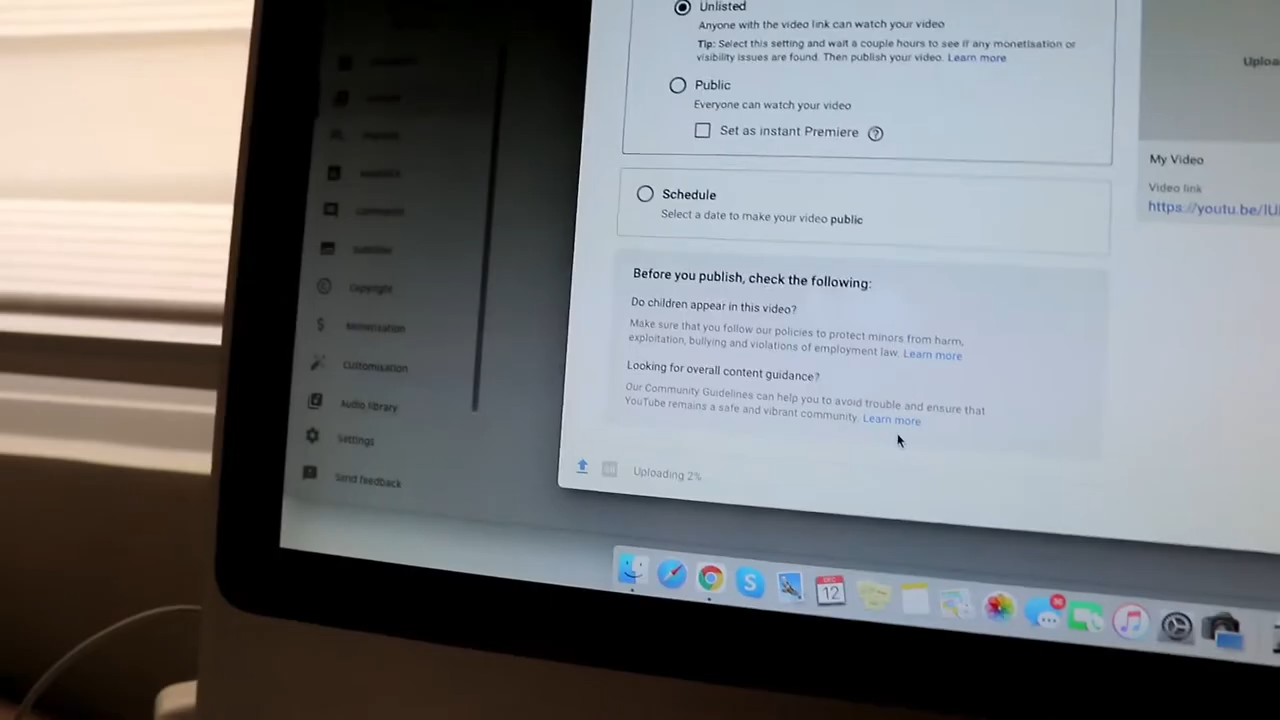 Unlisted
Anyone with the video link can watch your video
Tip: Select this setting and wait a couple hours to see if any monetisation or
visibility issues are found. Then publish your video. Learn more
Public
Everyone can watch your video
Set as instant Premiere
Schedule
Select a date to make your video public
Before you publish, check the following:
Do children appear in this video?
Make sure that you follow our policies to protect minors from harm,
exploitation, bullying and violations of employment law. Learn more
Looking for overall content guidance?
Our Community Guidelines can help you to avoid trouble and ensure that
YouTube remains a safe and vibrant community. Learn more
Uploading 2%
My Video
Video link
Copyright
Monetisation
Customisation
Audio library
Settings
Send feedback
DEC
12